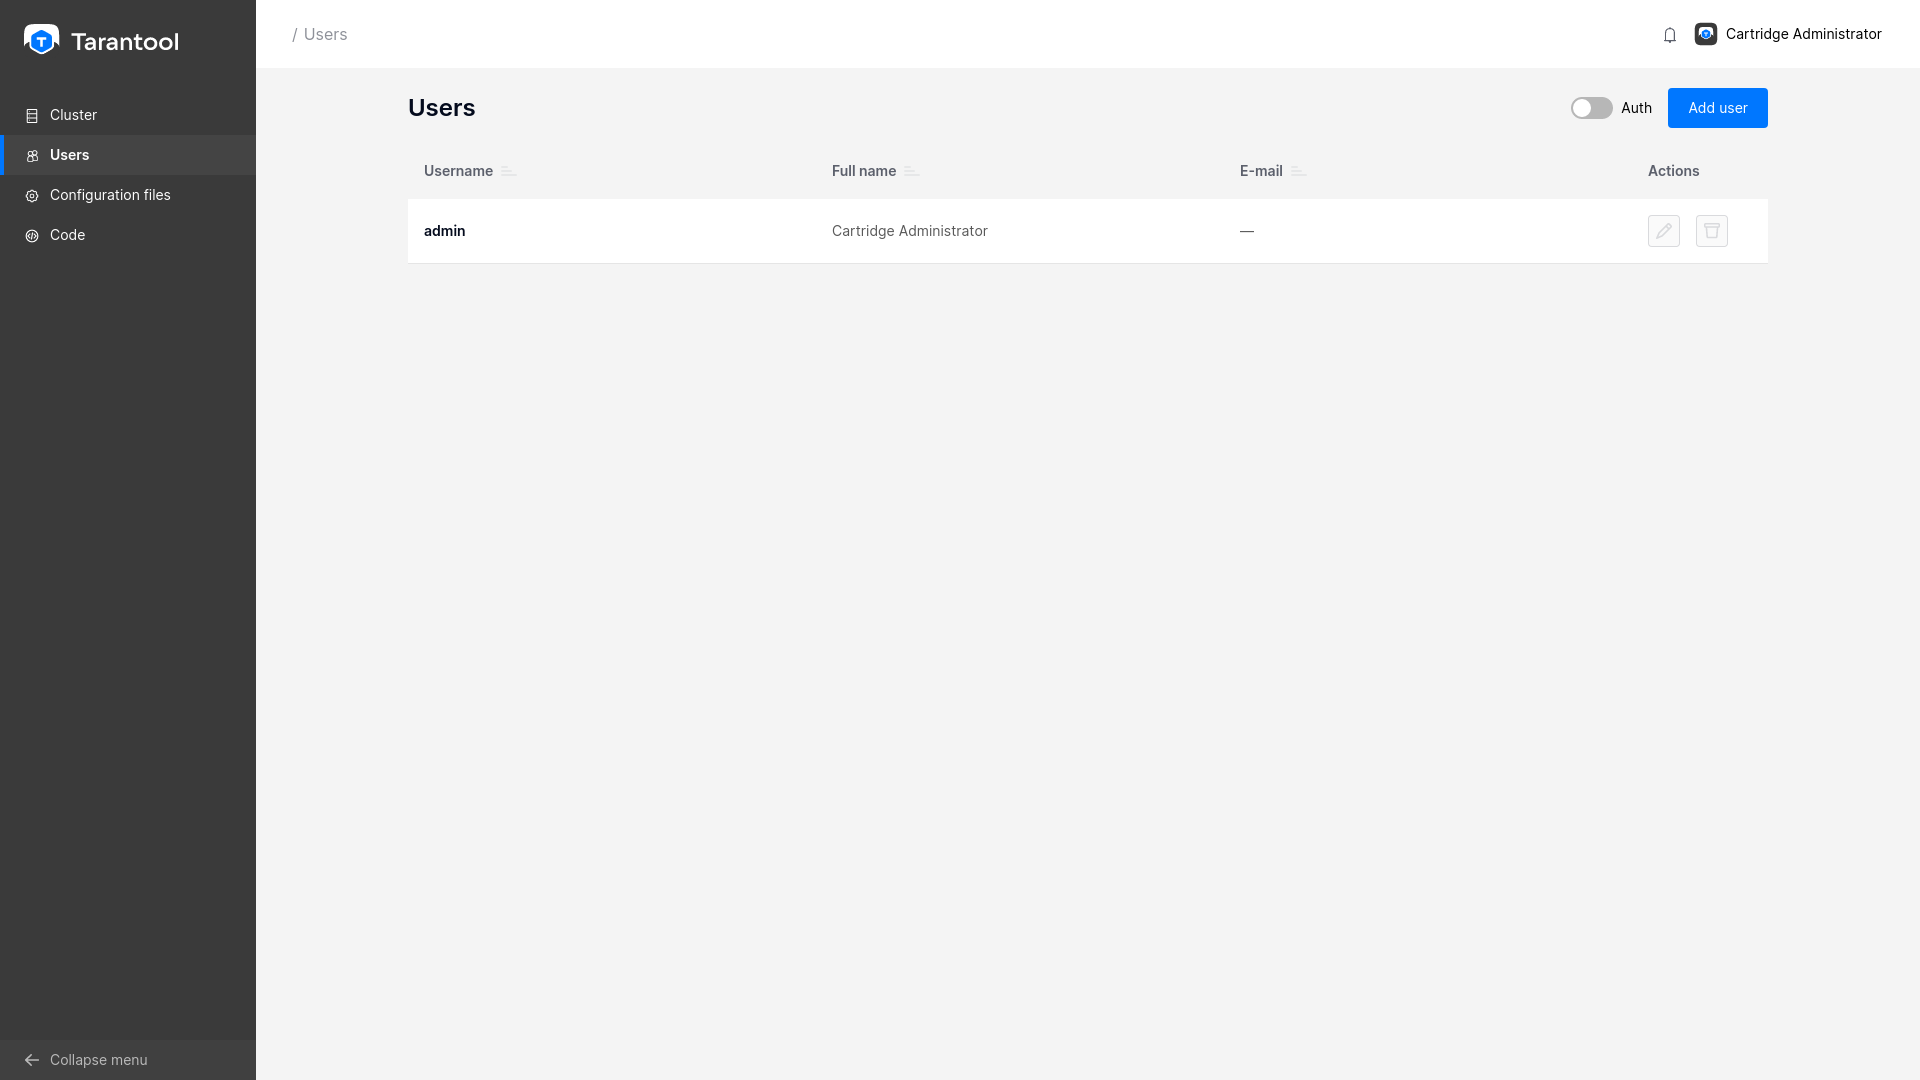 Tarantool
Cluster
Users
Configuration files
Code
Collapse menu
/ Users
Cartridge Administrator
Users
Auth
Add user
Username Full name E-mail Actions
admin Cartridge Administrator —